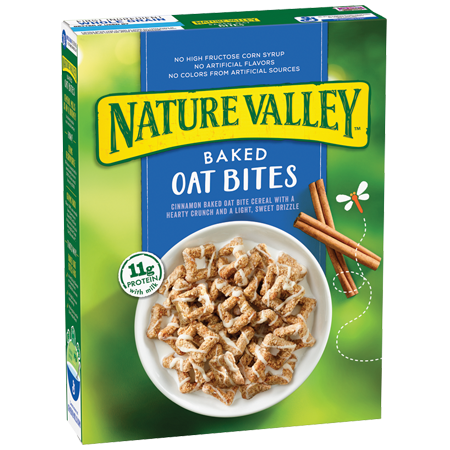 NO HIGH FRUCTOSE CORN SYRUP
NO ARTIFICIAL FLAVORS
NO COLORS FROM ARTIFICIAL SOURCES
NATURE VALLEY™
BAKED
OAT BITES
CINNAMON BAKED OAT BITE CEREAL WITH A
HEARTY CRUNCH AND A LIGHT, SWEET DRIZZLE
11g
PROTEIN
with milk